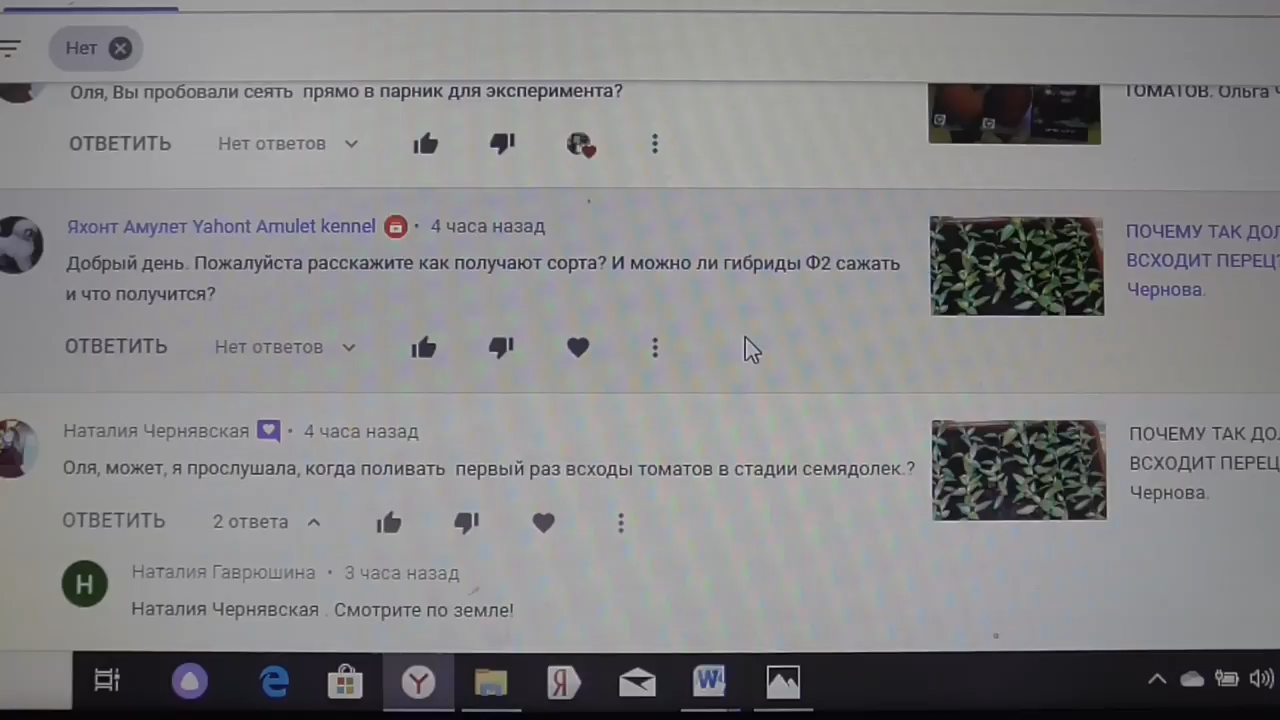 Нет
Оля, Вы пробовали сеять прямо в парник для эксперимента?
ТОМАТОВ. Ольга Ч
ОТВЕТИТЬ Нет ответов
Яхонт Амулет Yahont Amulet kennel • 4 часа назад
Добрый день. Пожалуйста расскажите как получают сорта? И можно ли гибриды Ф2 сажать
и что получится?
ПОЧЕМУ ТАК ДОЛ
ВСХОДИТ ПЕРЕЦ?
Чернова.
ОТВЕТИТЬ Нет ответов
Наталия Чернявская • 4 часа назад
Оля, может, я прослушала, когда поливать первый раз всходы томатов в стадии семядолек.?
ПОЧЕМУ ТАК ДОЛ
ВСХОДИТ ПЕРЕЦ
Чернова.
ОТВЕТИТЬ 2 ответа
Н
Наталия Гаврюшина • 3 часа назад
Наталия Чернявская . Смотрите по земле!